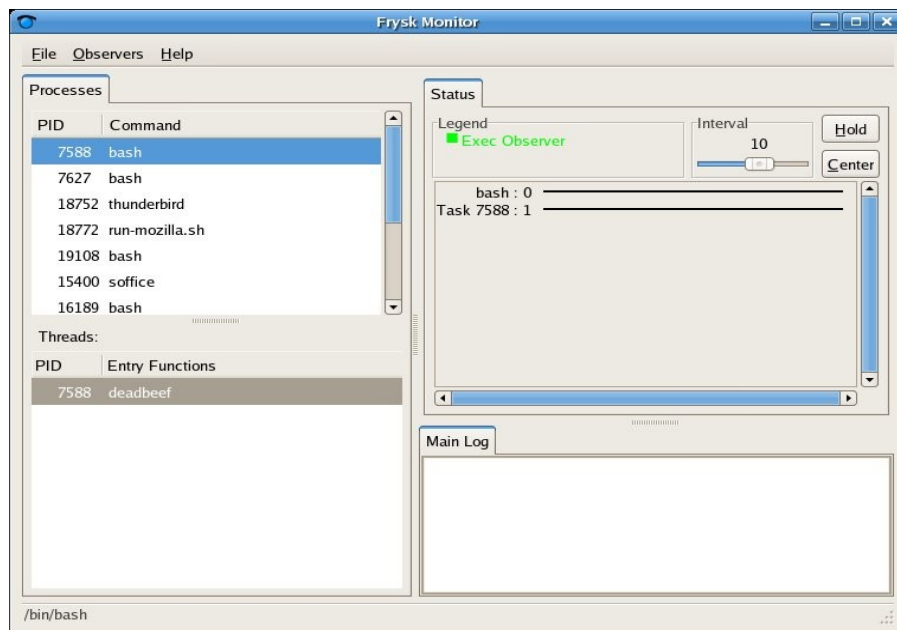 Frysk Monitor
File Observers Help
Processes
PID Command
7588 bash
7627 bash
18752 thunderbird
18772 run-mozilla.sh
19108 bash
15400 soffice
16189 bash
Threads:
PID Entry Functions
7588 deadbeef
Status
Legend
Exec Observer
Interval
10
Hold
Center
bash : 0
Task 7588 : 1
Main Log
/bin/bash